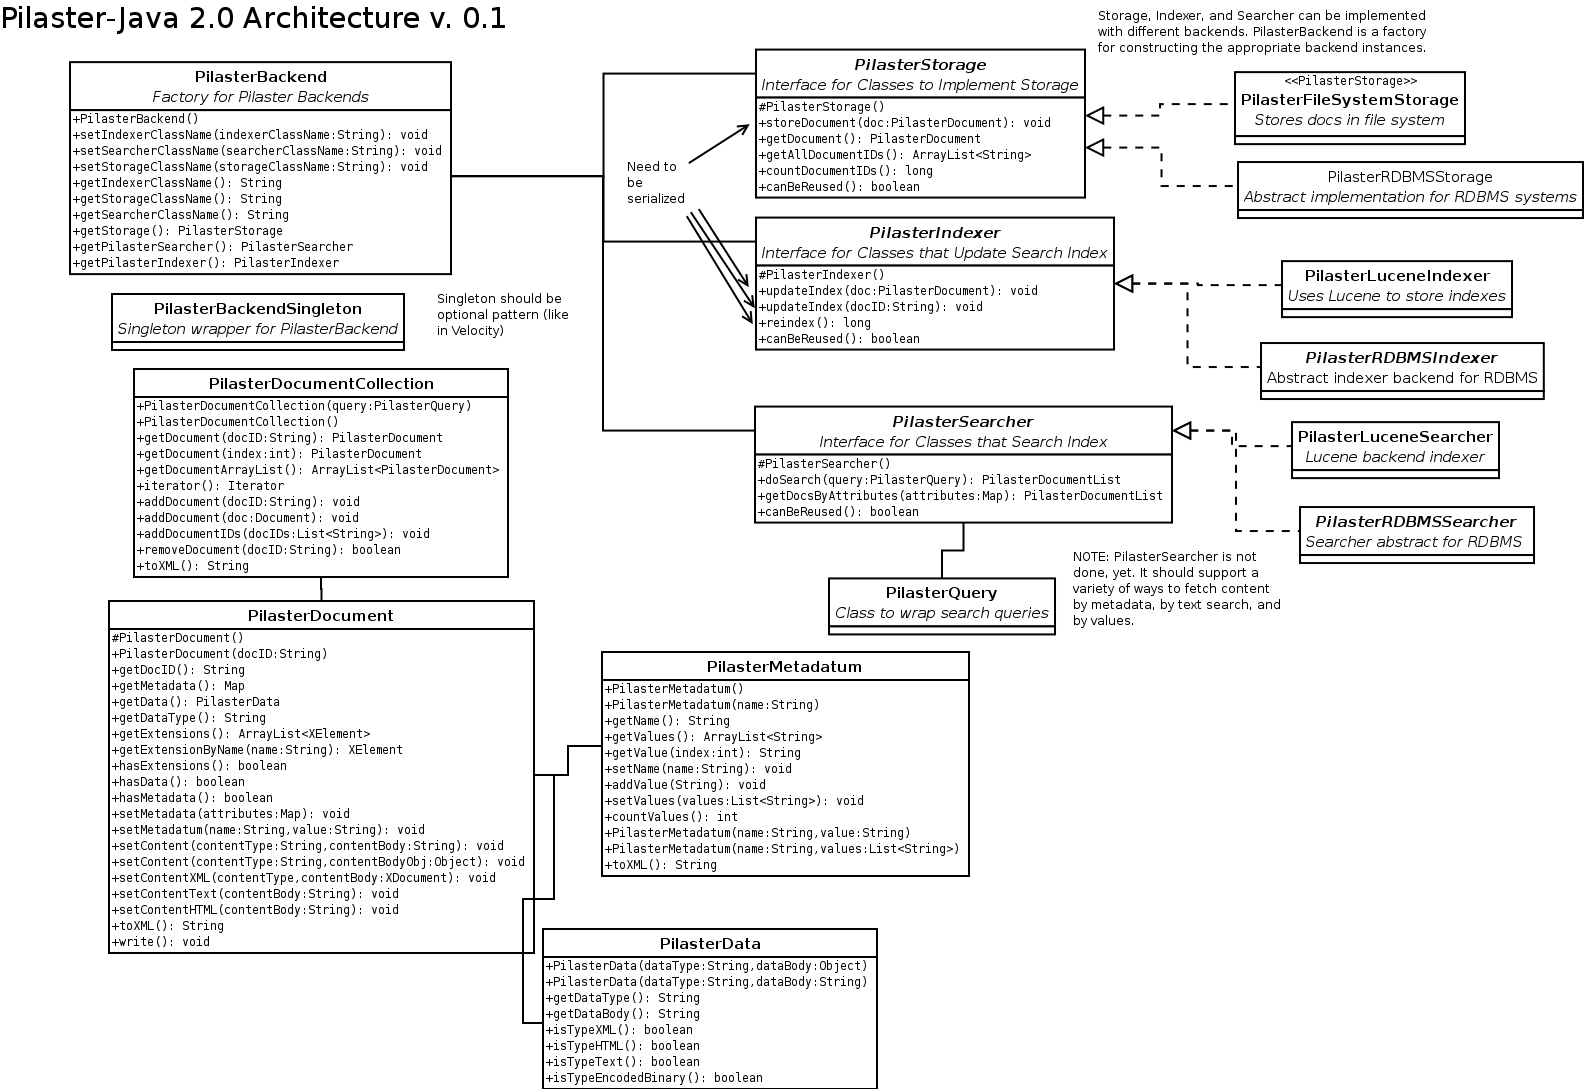 Pilaster-Java 2.0 Architecture v. 0.1
Storage, Indexer, and Searcher can be implemented
with different backends. PilasterBackend is a factory
for constructing the appropriate backend instances.
PilasterBackend
Factory for Pilaster Backends
+PilasterBackend()
+setIndexerClassName(indexerClassName:String): void
+setSearcherClassName(searcherClassName:String): void
+setStorageClassName(storageClassName:String): void
+getIndexerClassName(): String
+getStorageClassName(): String
+getSearcherClassName(): String
+getStorage(): PilasterStorage
+getPilasterSearcher(): PilasterSearcher
+getPilasterIndexer(): PilasterIndexer
PilasterStorage
Interface for Classes to Implement Storage
#PilasterStorage()
+storeDocument(doc:PilasterDocument): void
+getDocument(): PilasterDocument
+getAllDocumentIDs(): ArrayList<String>
+countDocumentIDs(): long
+canBeReused(): boolean
<<PilasterStorage>>
PilasterFileSystemStorage
Stores docs in file system
PilasterRDBMSStorage
Abstract implementation for RDBMS systems
Need to
be
serialized
PilasterIndexer
Interface for Classes that Update Search Index
#PilasterIndexer()
+updateIndex(doc:PilasterDocument): void
+updateIndex(docID:String): void
+reindex(): long
+canBeReused(): boolean
PilasterLuceneIndexer
Uses Lucene to store indexes
PilasterRDBMSIndexer
Abstract indexer backend for RDBMS
PilasterBackendSingleton
Singleton wrapper for PilasterBackend
Singleton should be
optional pattern (like
in Velocity)
PilasterDocumentCollection
+PilasterDocumentCollection(query:PilasterQuery)
+PilasterDocumentCollection()
+getDocument(docID:String): PilasterDocument
+getDocument(index:int): PilasterDocument
+getDocumentArrayList(): ArrayList<PilasterDocument>
+iterator(): Iterator
+addDocument(docID:String): void
+addDocument(doc:Document): void
+addDocumentIDs(docIDs:List<String>): void
+removeDocument(docID:String): boolean
+toXML(): String
PilasterSearcher
Interface for Classes that Search Index
#PilasterSearcher()
+doSearch(query:PilasterQuery): PilasterDocumentList
+getDocsByAttributes(attributes:Map): PilasterDocumentList
+canBeReused(): boolean
PilasterLuceneSearcher
Lucene backend indexer
PilasterRDBMSSearcher
Searcher abstract for RDBMS
NOTE: PilasterSearcher is not
done, yet. It should support a
variety of ways to fetch content
by metadata, by text search, and
by values.
PilasterQuery
Class to wrap search queries
PilasterDocument
#PilasterDocument()
+PilasterDocument(docID:String)
+getDocID(): String
+getMetadata(): Map
+getData(): PilasterData
+getDataType(): String
+getExtensions(): ArrayList<XElement>
+getExtensionByName(name:String): XElement
+hasExtensions(): boolean
+hasData(): boolean
+hasMetadata(): boolean
+setMetadata(attributes:Map): void
+setMetadatum(name:String,value:String): void
+setContent(contentType:String,contentBody:String): void
+setContent(contentType:String,contentBodyObj:Object): void
+setContentXML(contentType,contentBody:XDocument): void
+setContentText(contentBody:String): void
+setContentHTML(contentBody:String): void
+toXML(): String
+write(): void
PilasterMetadatum
+PilasterMetadatum()
+PilasterMetadatum(name:String)
+getName(): String
+getValues(): ArrayList<String>
+getValue(index:int): String
+setName(name:String): void
+addValue(String): void
+setValues(values:List<String>): void
+countValues(): int
+PilasterMetadatum(name:String,value:String)
+PilasterMetadatum(name:String,values:List<String>)
+toXML(): String
PilasterData
+PilasterData(dataType:String,dataBody:Object)
+PilasterData(dataType:String,dataBody:String)
+getDataType(): String
+getDataBody(): String
+isTypeXML(): boolean
+isTypeHTML(): boolean
+isTypeText(): boolean
+isTypeEncodedBinary(): boolean